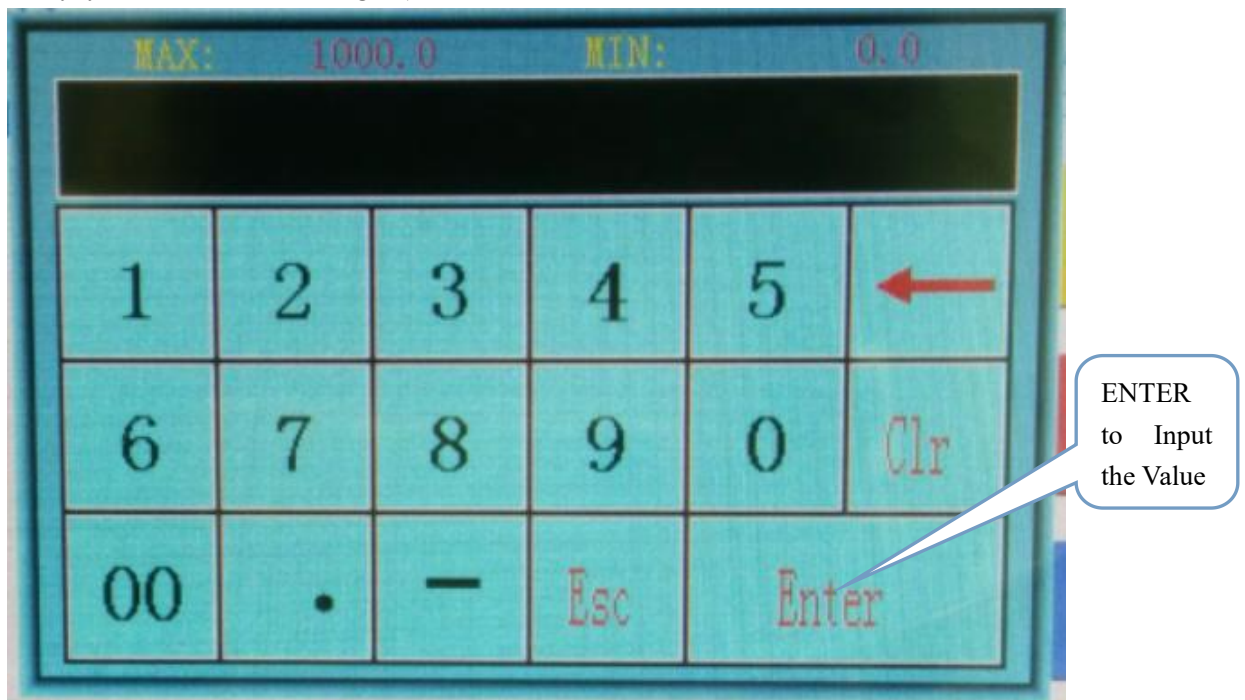 MAX: 1000.0 MIN: 0.0
1 2 3 4 5
6 7 8 9 0 Clr
00 . - Esc Enter
ENTER
to Input
the Value